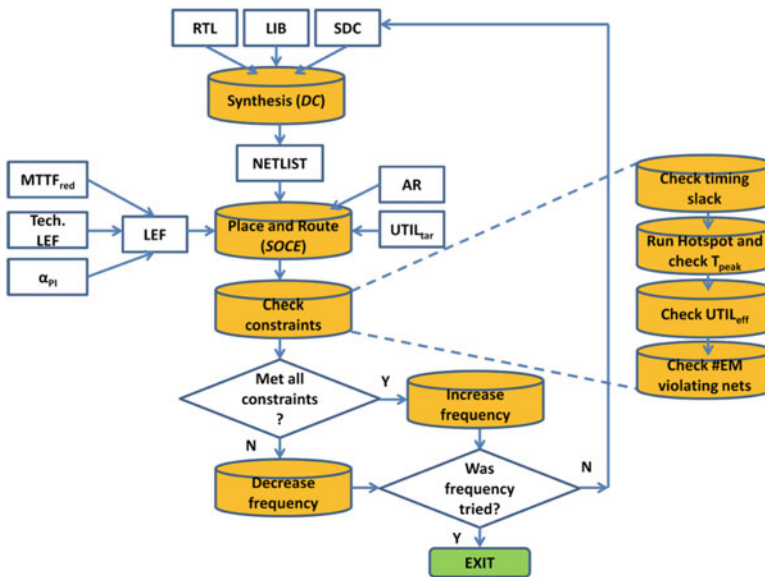 RTL
LIB
SDC
Synthesis (DC)
NETLIST
MTTFred
AR
Tech.
LEF
LEF
Place and Route
(SOCE)
UTILtar
αPI
Check
constraints
Check timing
slack
Run Hotspot and
check Tpeak
Check UTILeff
Check #EM
violating nets
Met all
constraints
?
Y
Increase
frequency
N
Decrease
frequency
Was
frequency
tried?
N
Y
EXIT